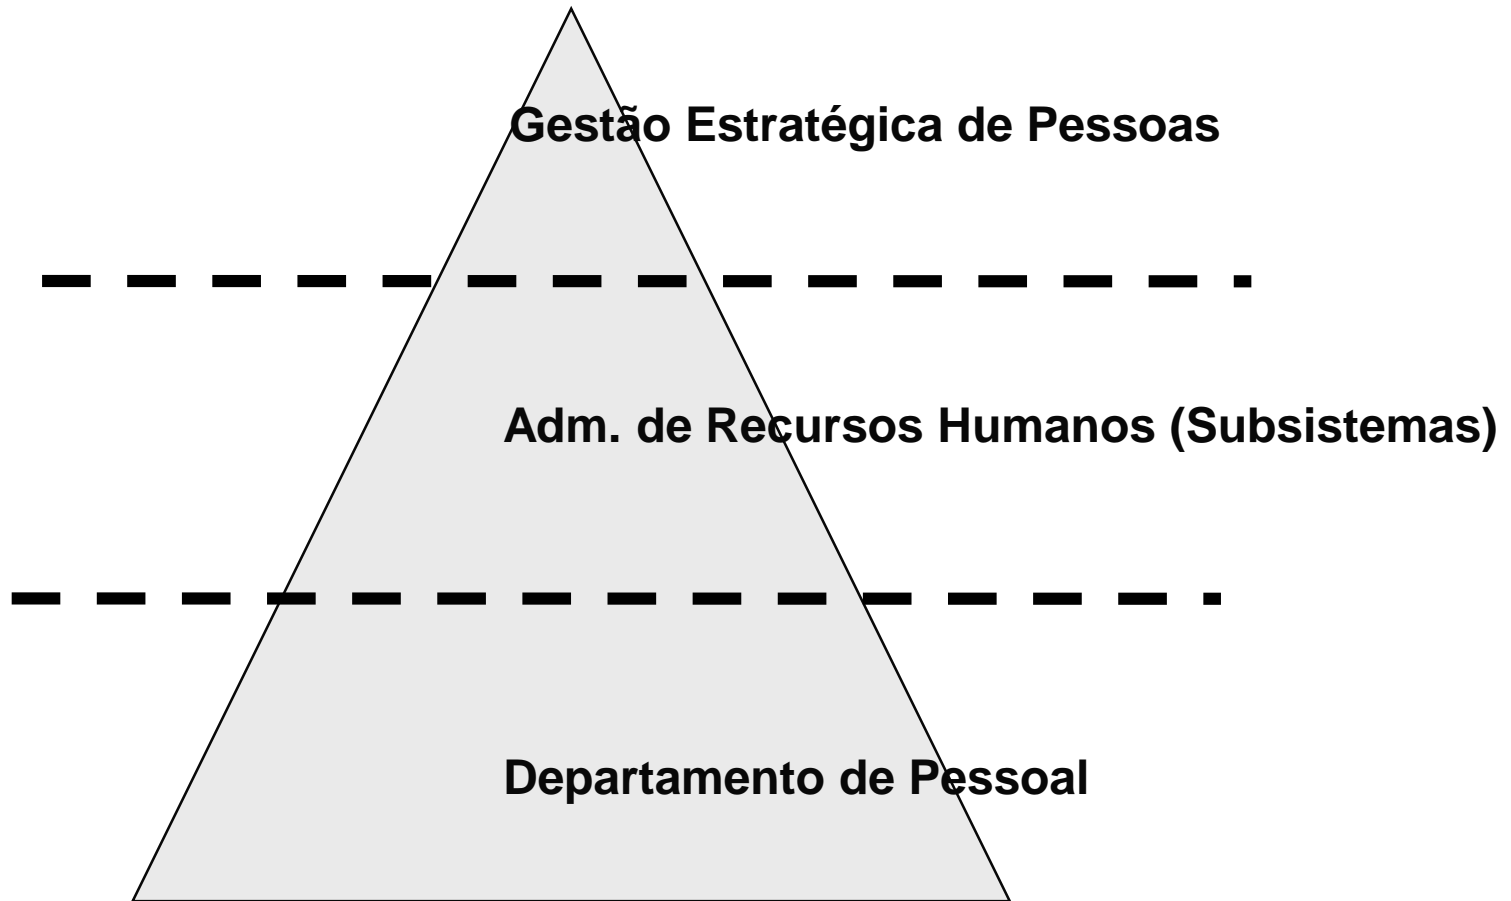 Gestão Estratégica de Pessoas
Adm. de Recursos Humanos (Subsistemas)
Departamento de Pessoal